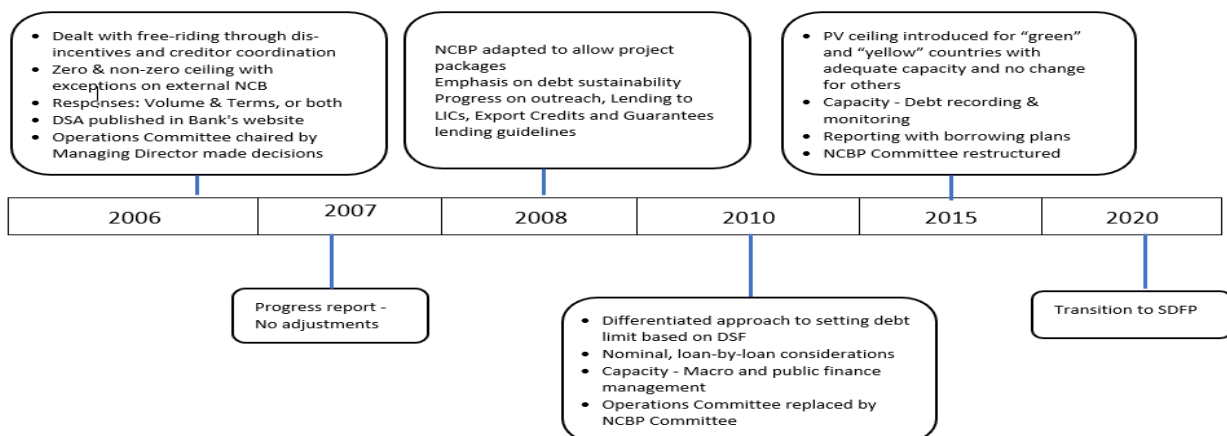 • Dealt with free-riding through dis-
incentives and creditor coordination
• Zero & non-zero ceiling with
exceptions on external NCB
• Responses: Volume & Terms, or both
• DSA published in Bank's website
• Operations Committee chaired by
Managing Director made decisions
NCBP adapted to allow project
packages
Emphasis on debt sustainability
Progress on outreach, Lending to
LICs, Export Credits and Guarantees
lending guidelines
• PV ceiling introduced for “green”
and “yellow” countries with
adequate capacity and no change
for others
• Capacity - Debt recording &
monitoring
• Reporting with borrowing plans
• NCBP Committee restructured
2006 2007 2008 2010 2015 2020
Progress report -
No adjustments
• Differentiated approach to setting debt
limit based on DSF
• Nominal, loan-by-loan considerations
• Capacity - Macro and public finance
management
• Operations Committee replaced by
NCBP Committee
Transition to SDFP